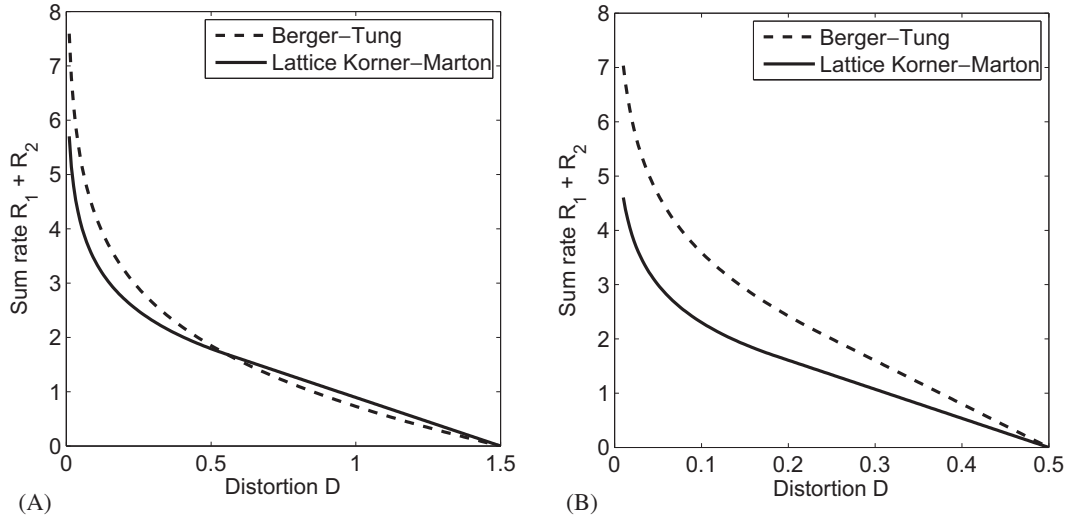 8
7
6
5
4
3
2
1
0
Sum rate R1 + R2
Berger–Tung
Lattice Korner–Marton
0
0.5
1
1.5
Distortion D
(A)
8
7
6
5
4
3
2
1
0
Sum rate R1 + R2
Berger–Tung
Lattice Korner–Marton
0
0.1
0.2
0.3
0.4
0.5
Distortion D
(B)